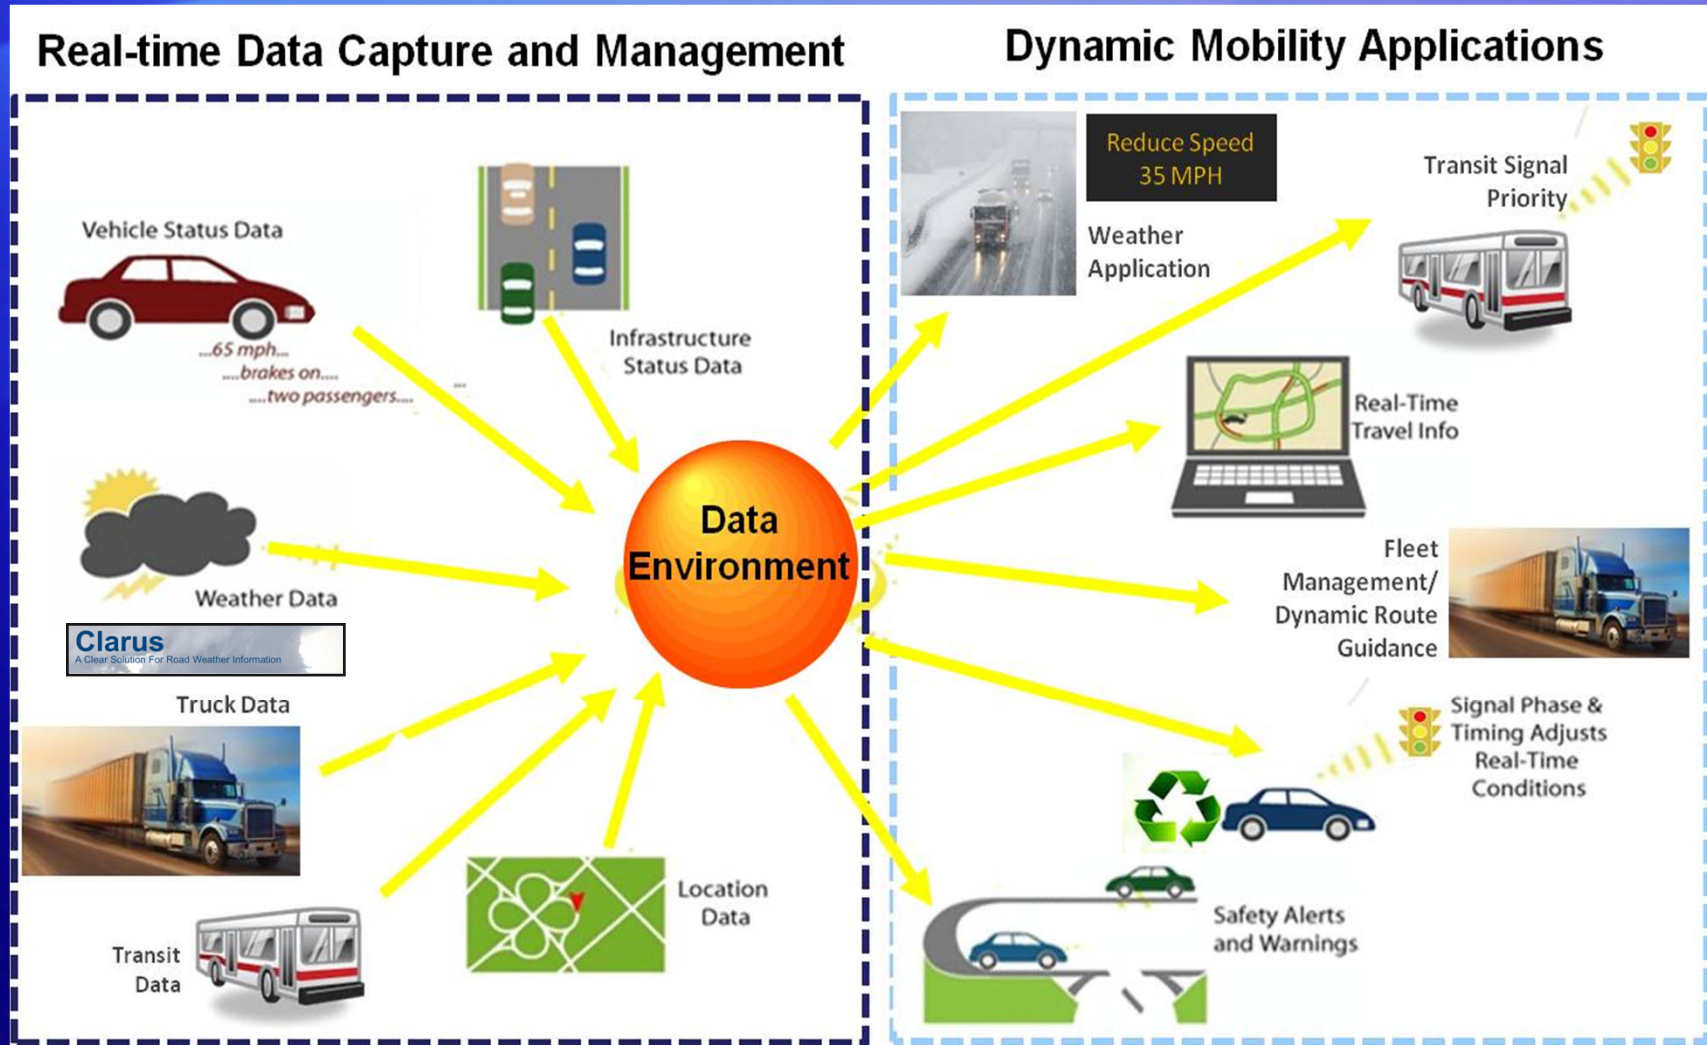 Real-time Data Capture and Management
Dynamic Mobility Applications
Vehicle Status Data
...65 mph...
....brakes on....
....two passengers....
...
Infrastructure
Status Data
Weather Data
Clarus
A Clear Solution For Road Weather Information
Truck Data
Transit
Data
Location
Data
Data
Environment
Reduce Speed
35 MPH
Weather
Application
Transit Signal
Priority
Real-Time
Travel Info
Fleet
Management/
Dynamic Route
Guidance
Signal Phase &
Timing Adjusts
Real-Time
Conditions
Safety Alerts
and Warnings